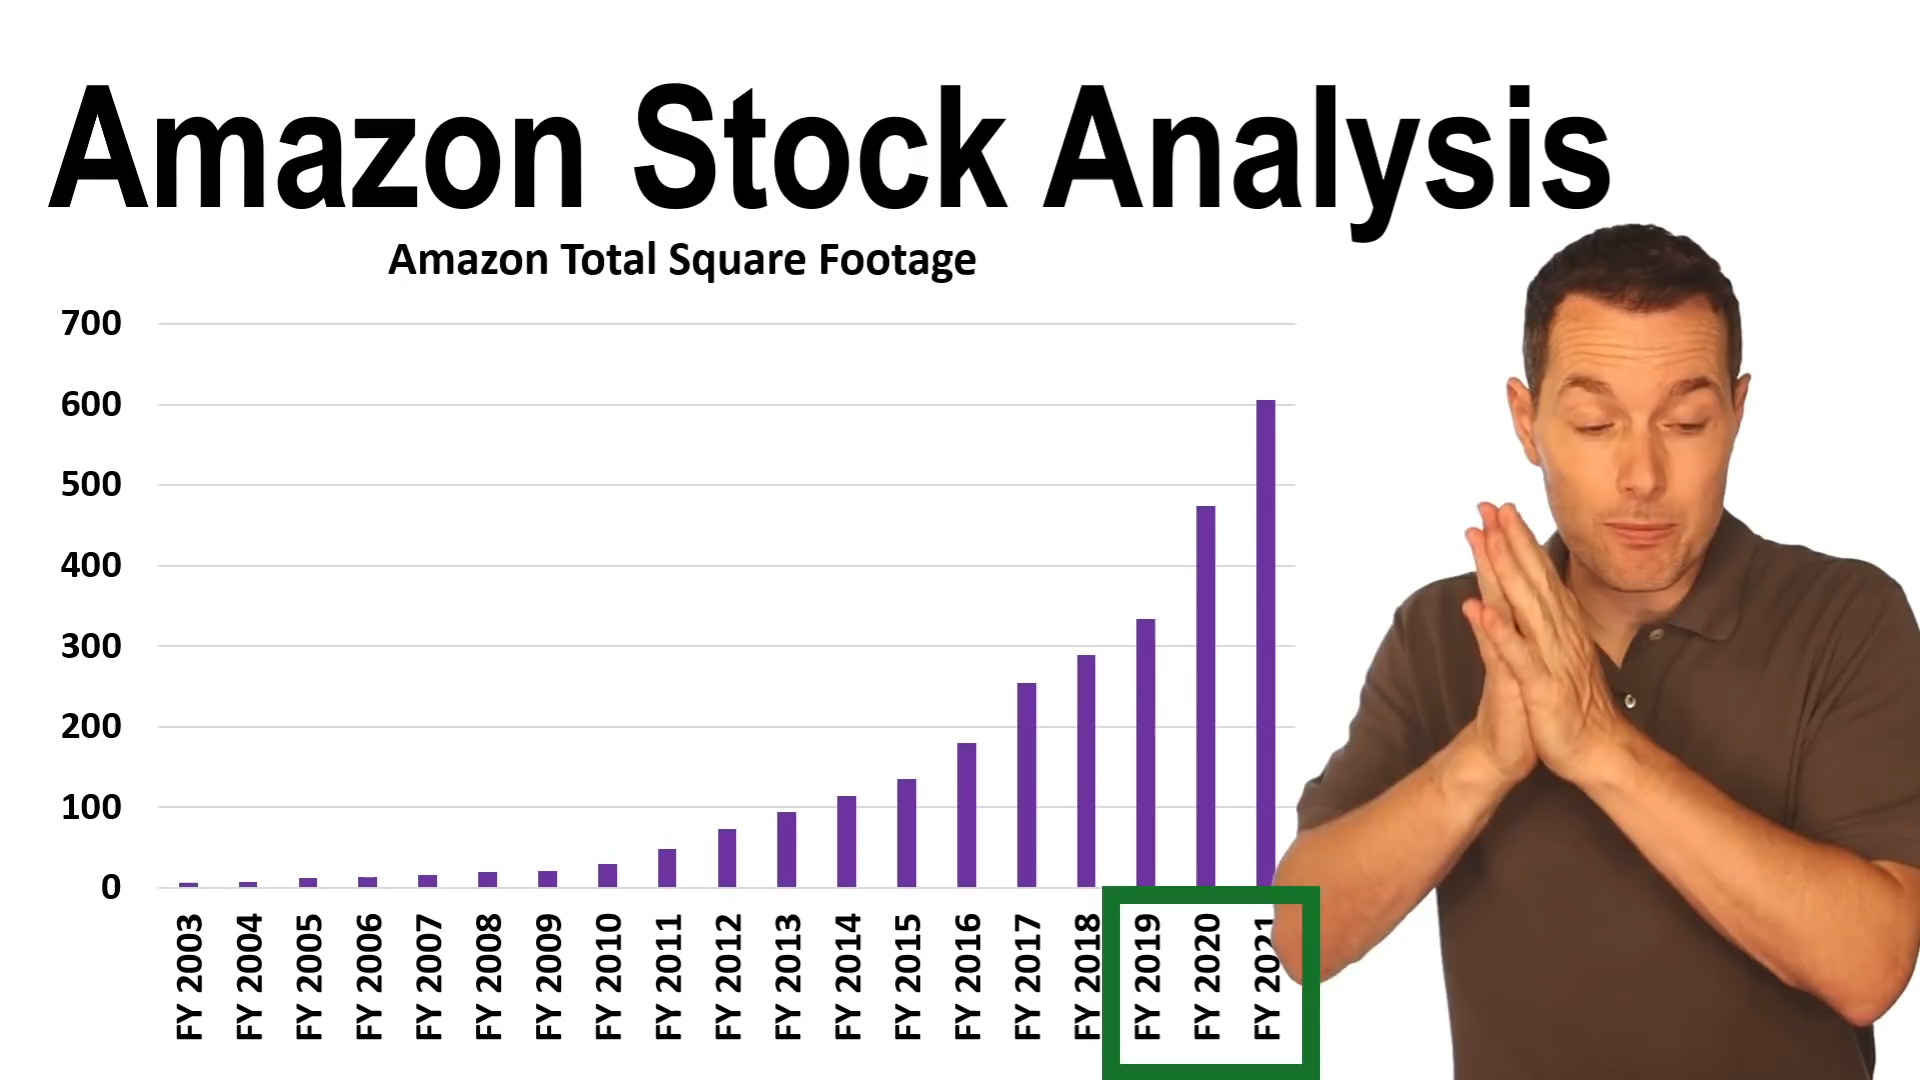 Amazon Stock Analysis
Amazon Total Square Footage
700
600
500
400
300
200
100
0
FY 2003
FY 2004
FY 2005
FY 2006
FY 2007
FY 2008
FY 2009
FY 2010
FY 2011
FY 2012
FY 2013
FY 2014
FY 2015
FY 2016
FY 2017
FY 2018
FY 2019
FY 2020
FY 2021